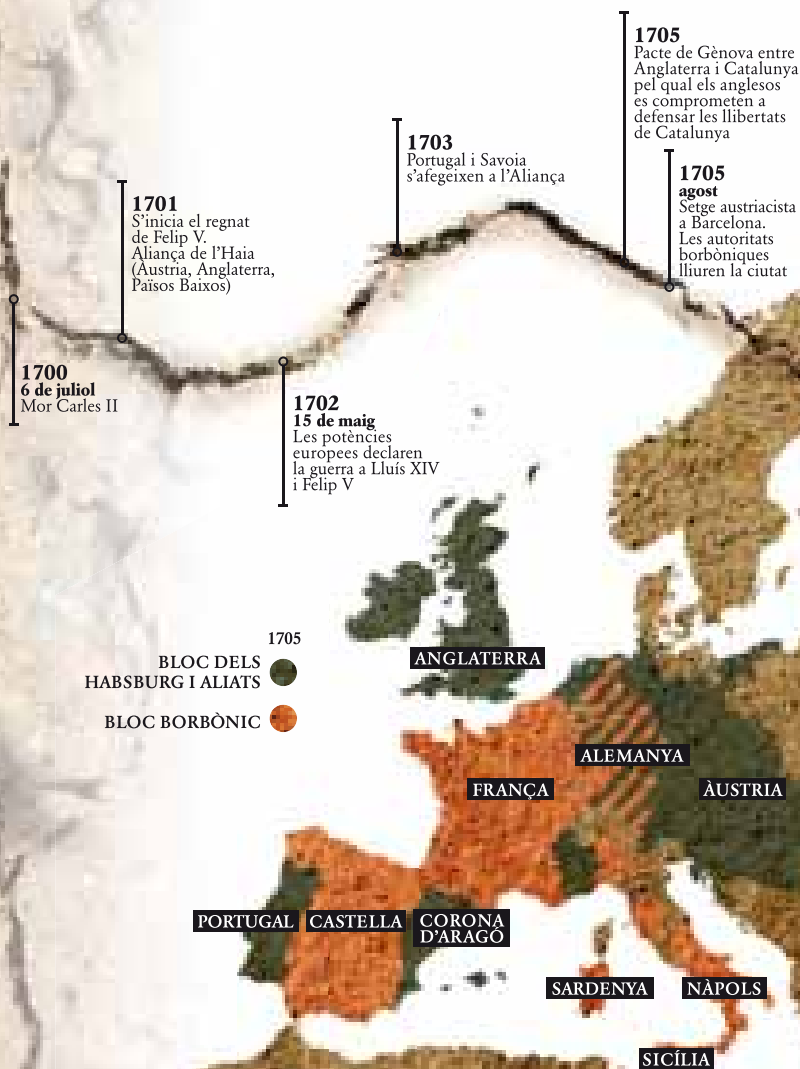 1700
6 de juliol
Mor Carles II
1701
S’inicia el regnat
de Felip V.
Aliança de l’Haia
(Àustria, Anglaterra,
Països Baixos)
1702
15 de maig
Les potències
europees declaren
la guerra a Lluís XIV
i Felip V
1703
Portugal i Savoia
s’afegeixen a l’Aliança
1705
Pacte de Gènova entre
Anglaterra i Catalunya
pel qual els anglesos
es comprometen a
defensar les llibertats
de Catalunya
1705
agost
Setge austriacista
a Barcelona.
Les autoritats
borbòniques
lliuren la ciutat
1705
BLOC DELS
HABSBURG I ALIATS
BLOC BORBÒNIC
ANGLATERRA
ALEMANYA
FRANÇA
ÀUSTRIA
PORTUGAL
CASTELLA
CORONA
D’ARAGÓ
SARDENYA
NÀPOLS
SICÍLIA